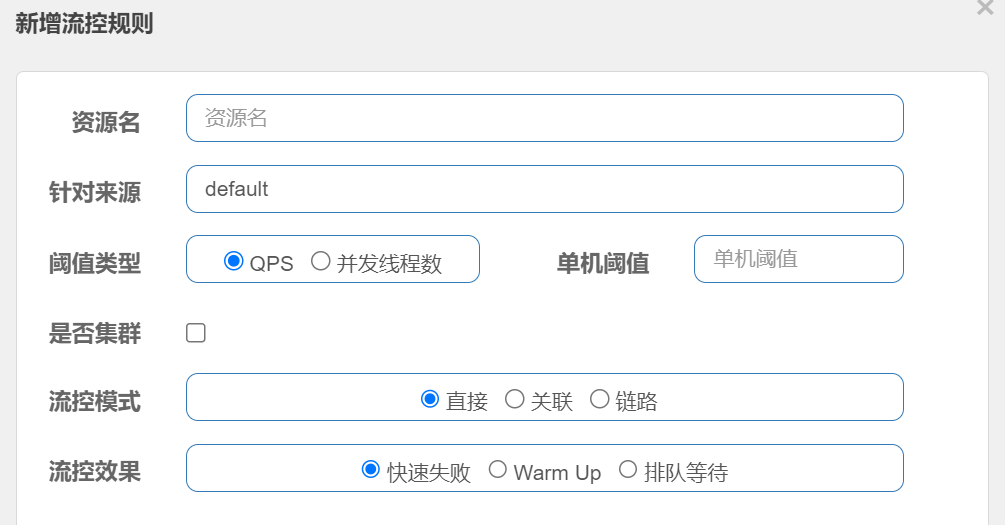 新增流控规则 ×
资源名 资源名
针对来源 default
阈值类型 QPS 并发线程数 单机阈值 单机阈值
是否集群
流控模式 直接 关联 链路
流控效果 快速失败 Warm Up 排队等待